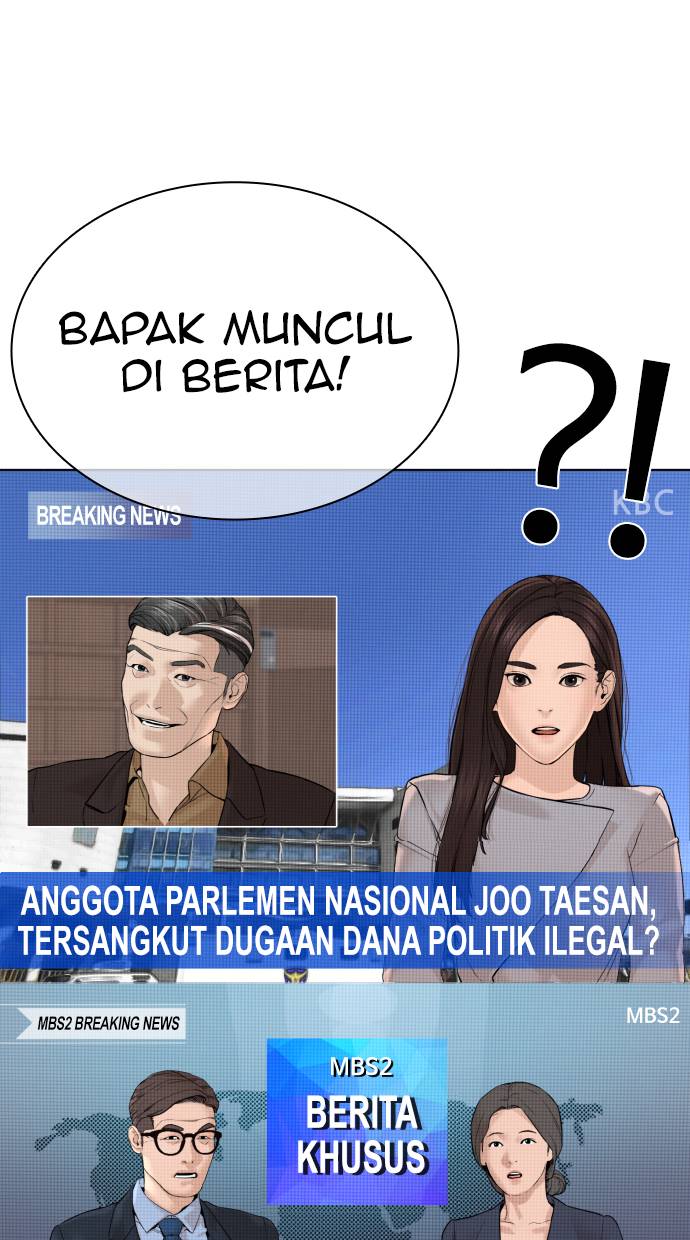 BAPAK MUNCUL
DI BERITA!
?!
BREAKING NEWS
KBC
ANGGOTA PARLEMEN NASIONAL JOO TAESAN,
TERSANGKUT DUGAAN DANA POLITIK ILEGAL?
MBS2 BREAKING NEWS
MBS2
MBS2
BERITA
KHUSUS